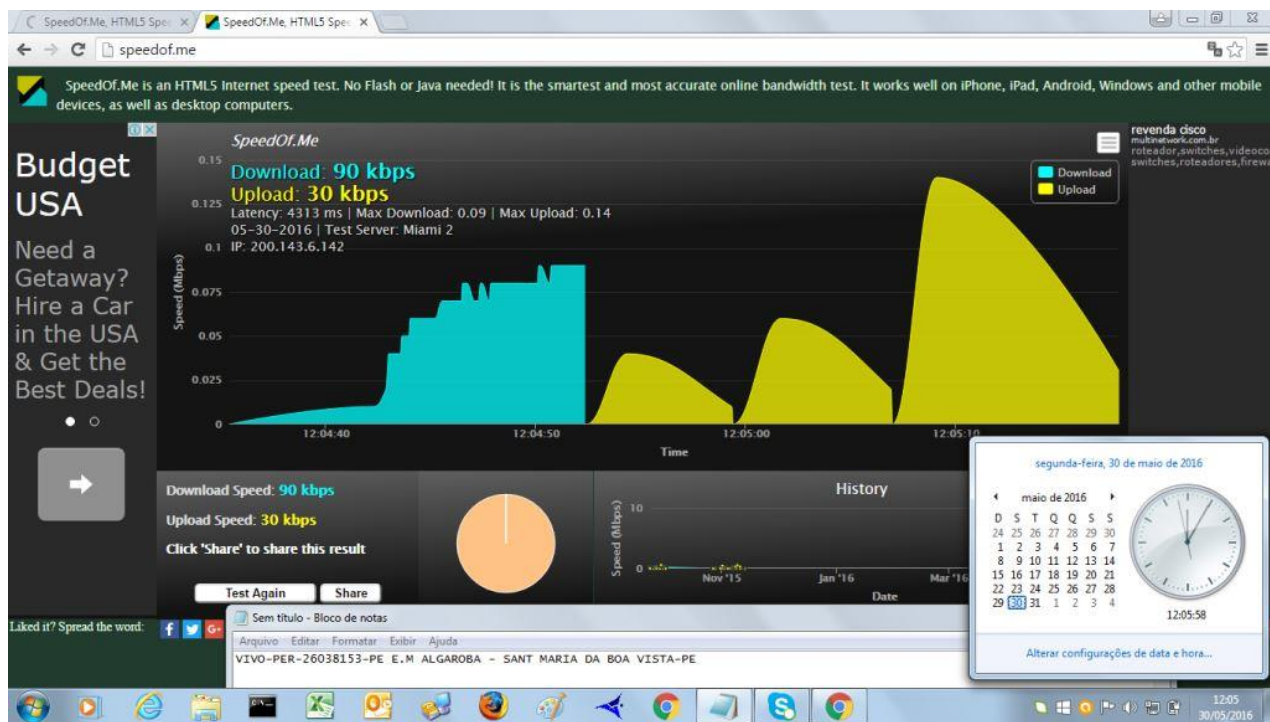 SpeedOf.Me, HTML5 Spee
SpeedOf.Me, HTML5 Spee
speedof.me
SpeedOf.Me is an HTML5 Internet speed test. No Flash or Java needed! It is the smartest and most accurate online bandwidth test. It works well on iPhone, iPad, Android, Windows and other mobile
devices, as well as desktop computers.
Budget
USA
Need a
Getaway?
Hire a Car
in the USA
& Get the
Best Deals!
SpeedOf.Me
Download: 90 kbps
Upload: 30 kbps
Latency: 4313 ms | Max Download: 0.09 | Max Upload: 0.14
05-30-2016 | Test Server: Miami 2
IP: 200.143.6.142
Download
Upload
revenda cisco
multinetwork.com.br
roteador,switches,videoco
switches,roteadores,firewa
Speed (Mbps)
0.15
0.125
0.1
0.075
0.05
0.025
0
12:04:40
12:04:50
12:05:00
12:05:10
Time
Download Speed: 90 kbps
Upload Speed: 30 kbps
Click 'Share' to share this result
Test Again
Share
History
Speed (Mbps)
10
0
Nov '15
Jan '16
Mar '16
Date
segunda-feira, 30 de maio de 2016
maio de 2016
D S T Q Q S S
24 25 26 27 28 29 30
1 2 3 4 5 6 7
8 9 10 11 12 13 14
15 16 17 18 19 20 21
22 23 24 25 26 27 28
29 30 31 1 2 3 4
12:05:58
Alterar configurações de data e hora...
Liked it? Spread the word:
Sem título - Bloco de notas
Arquivo Editar Formatar Exibir Ajuda
VIVO-PER-26038153-PE E.M ALGAROBA - SANT MARIA DA BOA VISTA-PE
12:05
30/05/2016